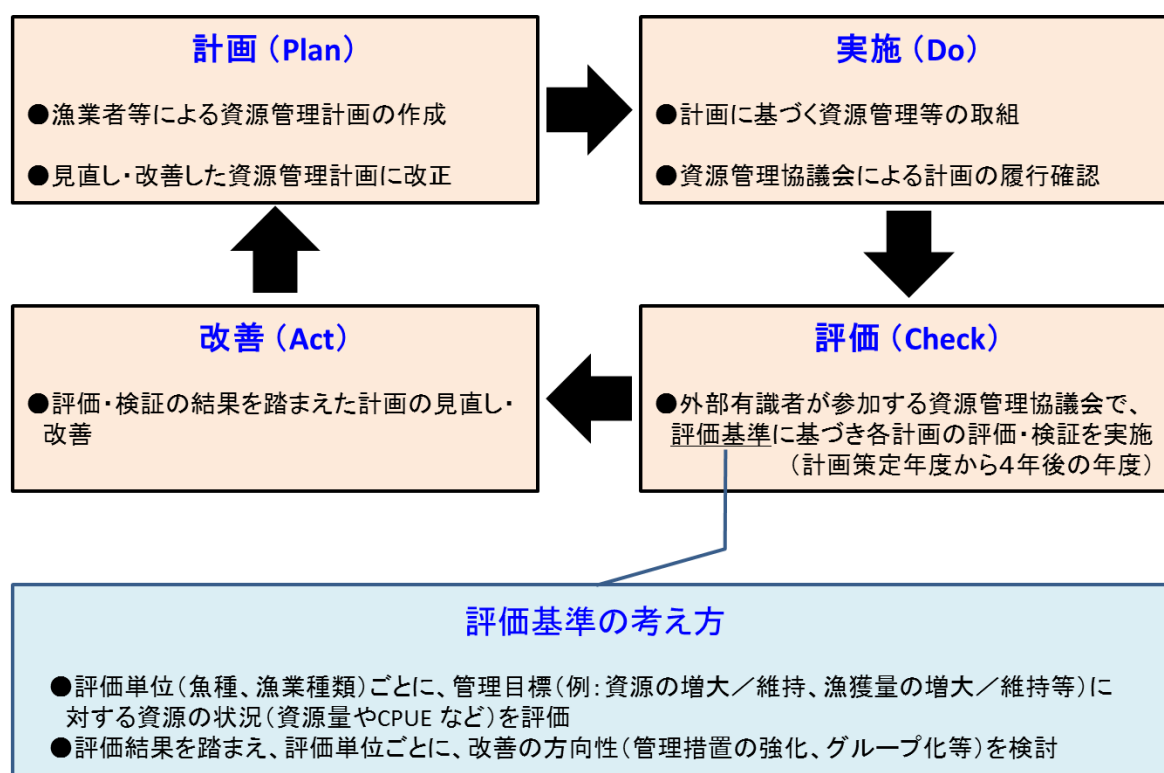 計画（Plan）
●漁業者等による資源管理計画の作成
●見直し・改善した資源管理計画に改正
実施（Do）
●計画に基づく資源管理等の取組
●資源管理協議会による計画の履行確認
改善（Act）
●評価・検証の結果を踏まえた計画の見直し・
改善
評価（Check）
●外部有識者が参加する資源管理協議会で、
評価基準に基づき各計画の評価・検証を実施
（計画策定年度から４年後の年度）
評価基準の考え方
●評価単位（魚種、漁業種類）ごとに、管理目標（例：資源の増大／維持、漁獲量の増大／維持等）に
対する資源の状況（資源量やCPUE など）を評価
●評価結果を踏まえ、評価単位ごとに、改善の方向性（管理措置の強化、グループ化等）を検討